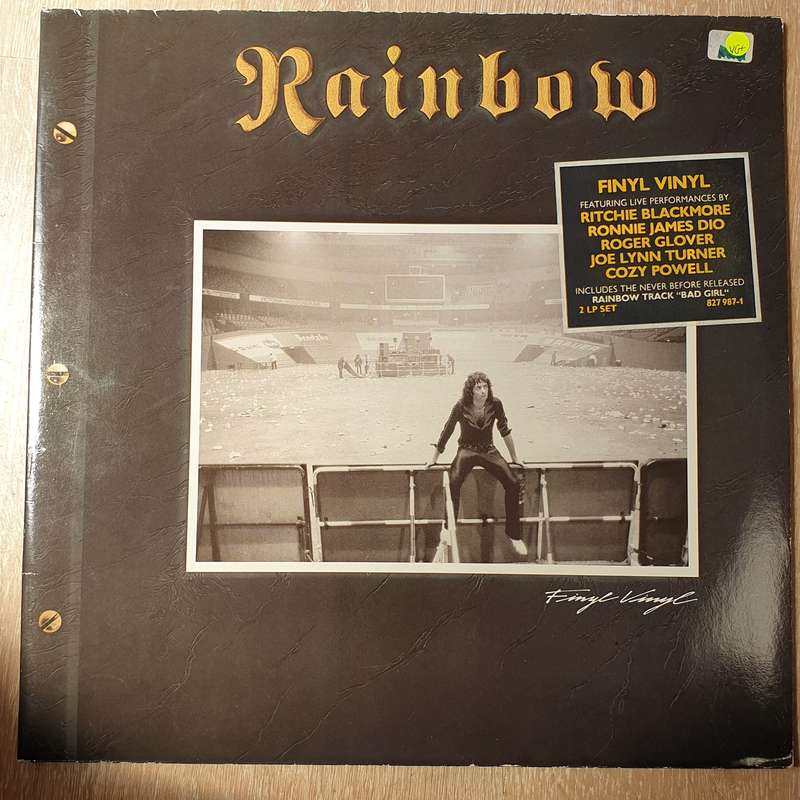 Rainbow
VG+
FINYL VINYL
FEATURING LIVE PERFORMANCES BY
RITCHIE BLACKMORE
RONNIE JAMES DIO
ROGER GLOVER
JOE LYNN TURNER
COZY POWELL
INCLUDES THE NEVER BEFORE RELEASED
RAINBOW TRACK "BAD GIRL"
2 LP SET 827 987-1
Finyl Vinyl